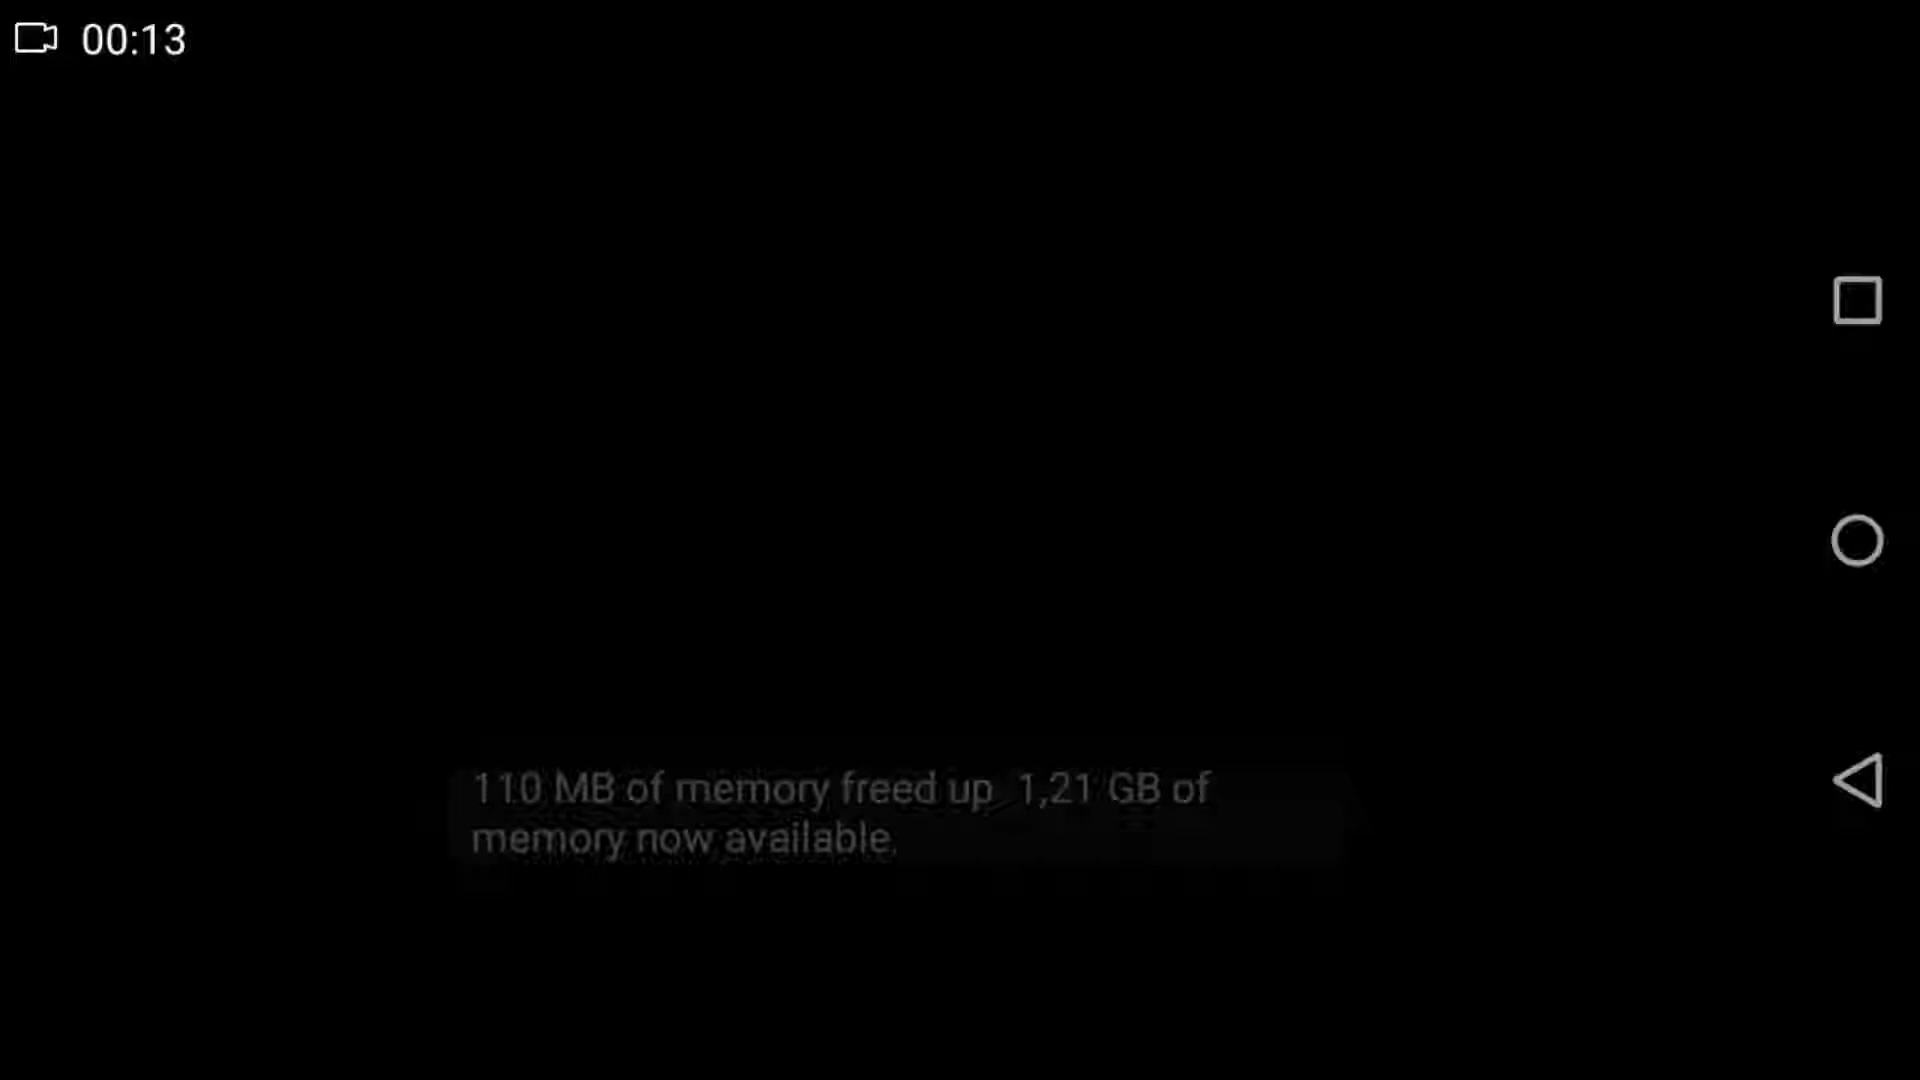 00:13
110 MB of memory freed up  1,21 GB of
memory now available.